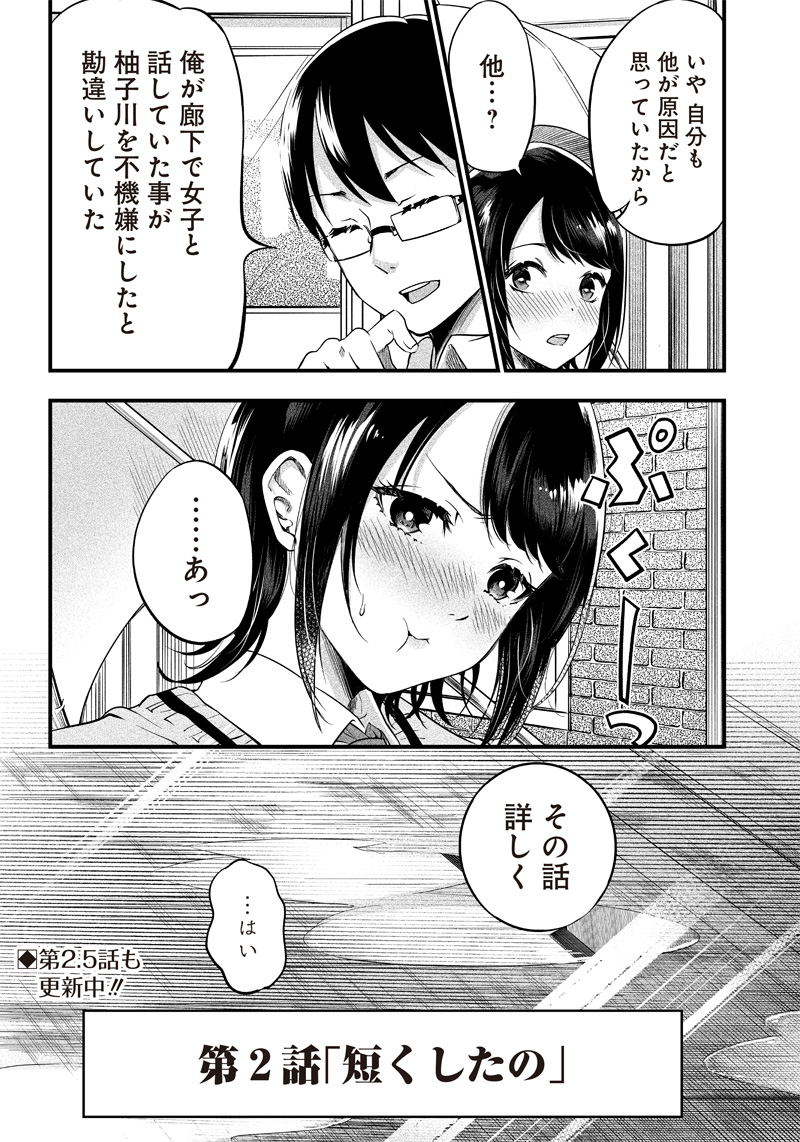 いや 自分も
他が原因だと
思っていたから
他…?
俺が廊下で女子と
話していた事が
柚子川を不機嫌にしたと
勘違いしていた
ぷくーっ
……あっ
その話
詳しく
…はい
◆第2.5話も
更新中!!
第2話「短くしたの」